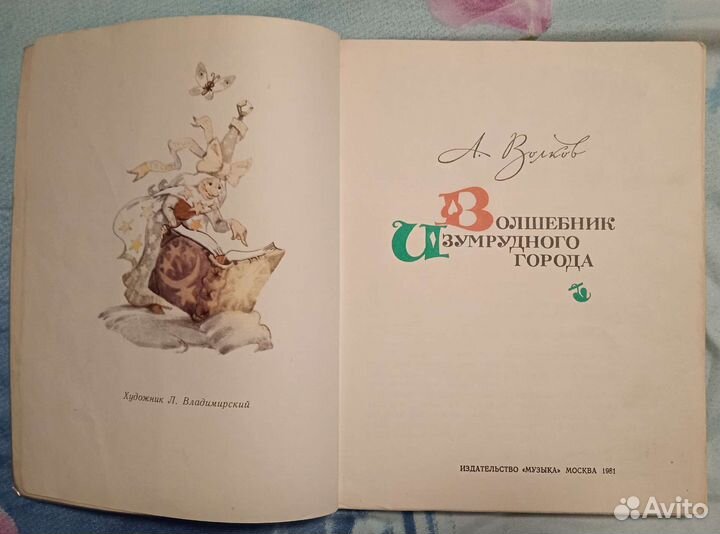 Художник Л. Владимирский
А. Волков
ВОЛШЕБНИК
ИЗУМРУДНОГО
ГОРОДА
ИЗДАТЕЛЬСТВО «МУЗЫКА» МОСКВА 1981
Avito